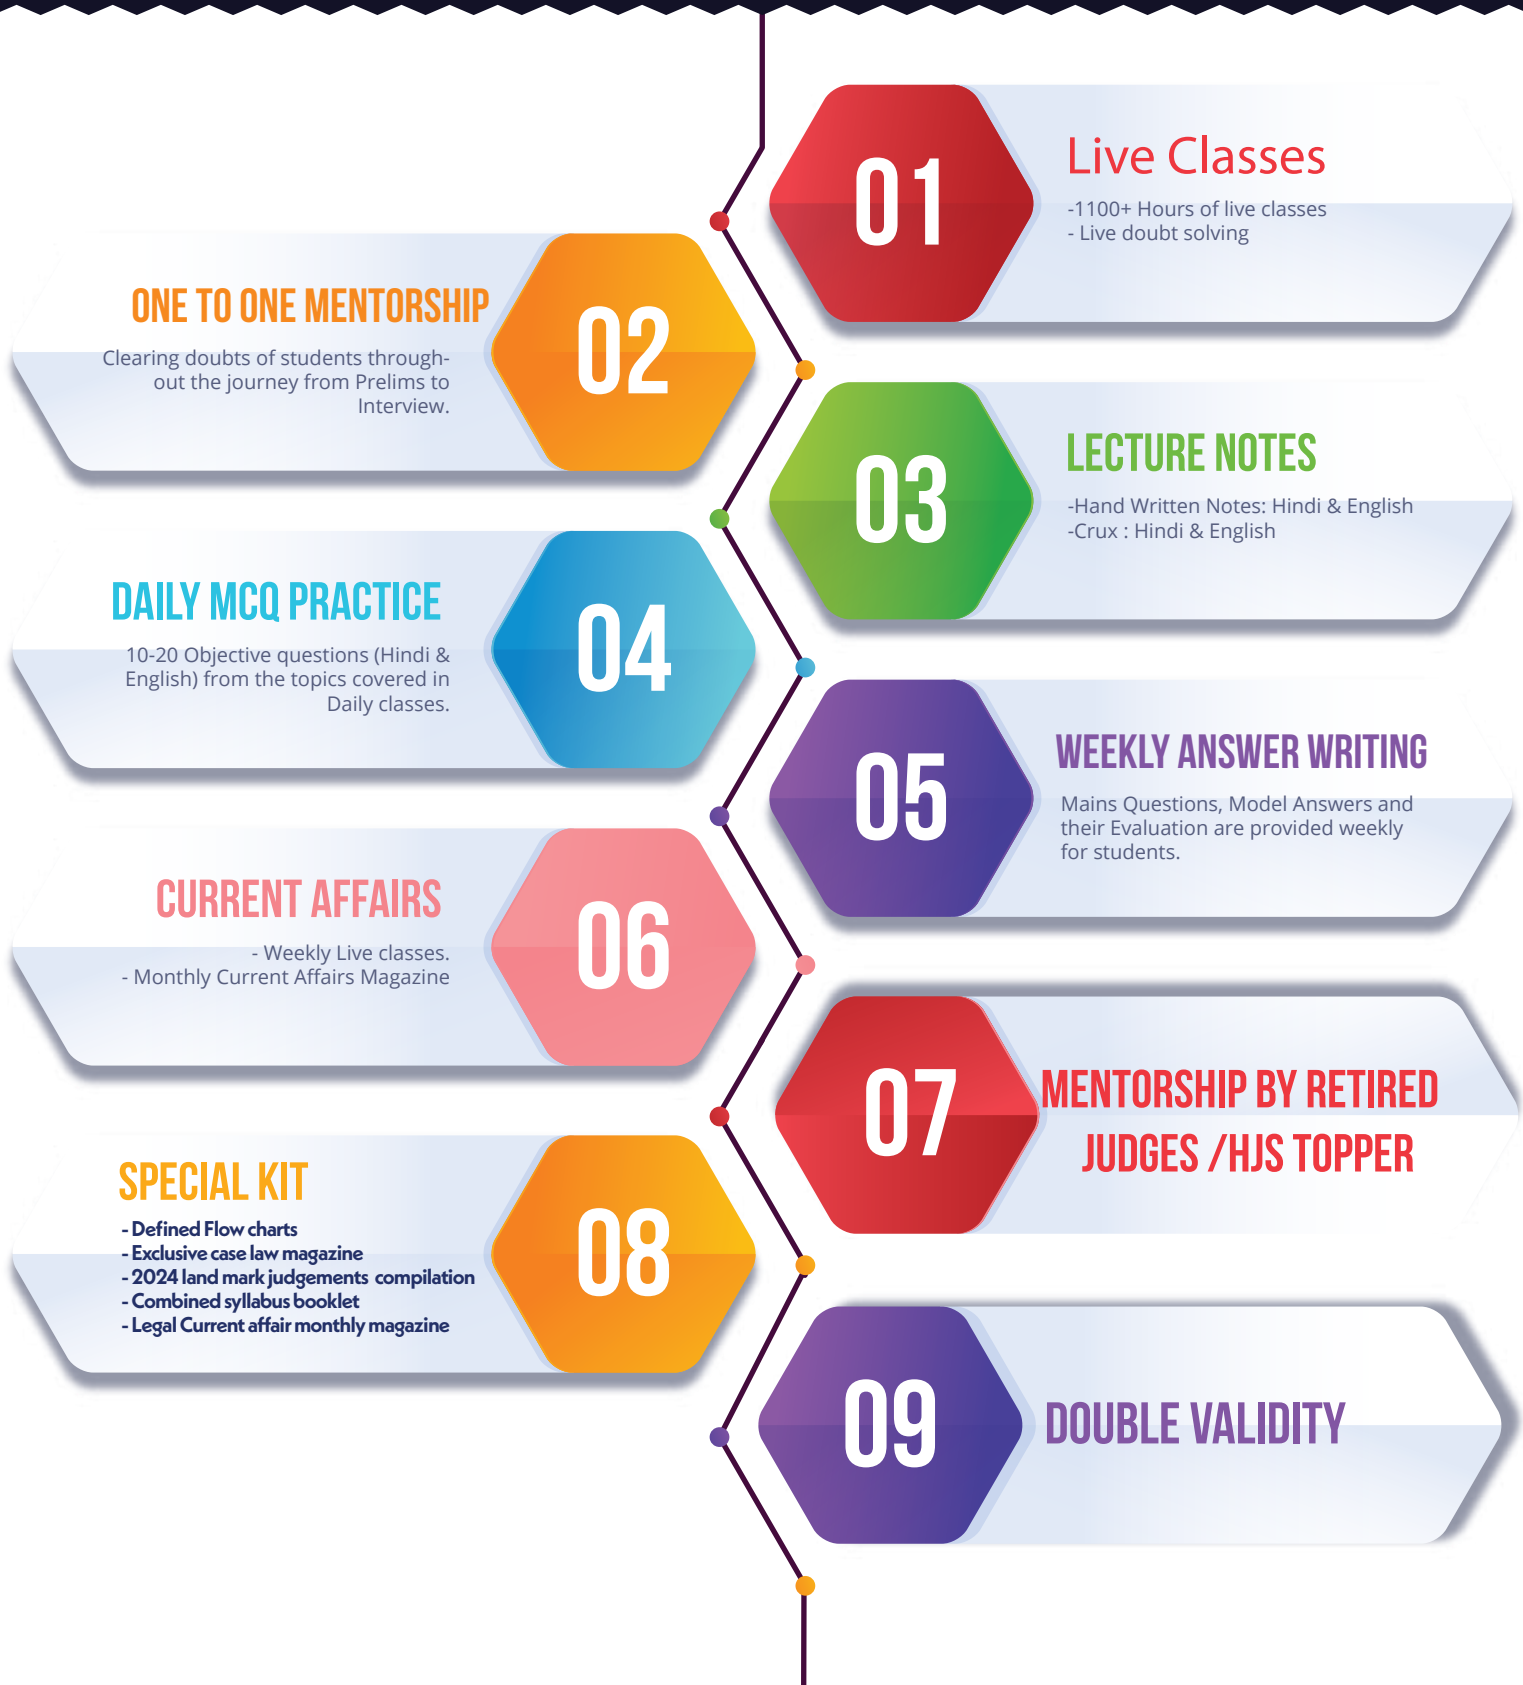 01
Live Classes
-1100+ Hours of live classes
- Live doubt solving
02
ONE TO ONE MENTORSHIP
Clearing doubts of students through-
out the journey from Prelims to
Interview.
03
LECTURE NOTES
-Hand Written Notes: Hindi & English
-Crux : Hindi & English
04
DAILY MCQ PRACTICE
10-20 Objective questions (Hindi &
English) from the topics covered in
Daily classes.
05
WEEKLY ANSWER WRITING
Mains Questions, Model Answers and
their Evaluation are provided weekly
for students.
06
CURRENT AFFAIRS
- Weekly Live classes.
- Monthly Current Affairs Magazine
07
MENTORSHIP BY RETIRED
JUDGES /HJS TOPPER
08
SPECIAL KIT
- Defined Flow charts
- Exclusive case law magazine
- 2024 land mark judgements  compilation
- Combined syllabus booklet
- Legal Current affair monthly magazine
09
DOUBLE VALIDITY